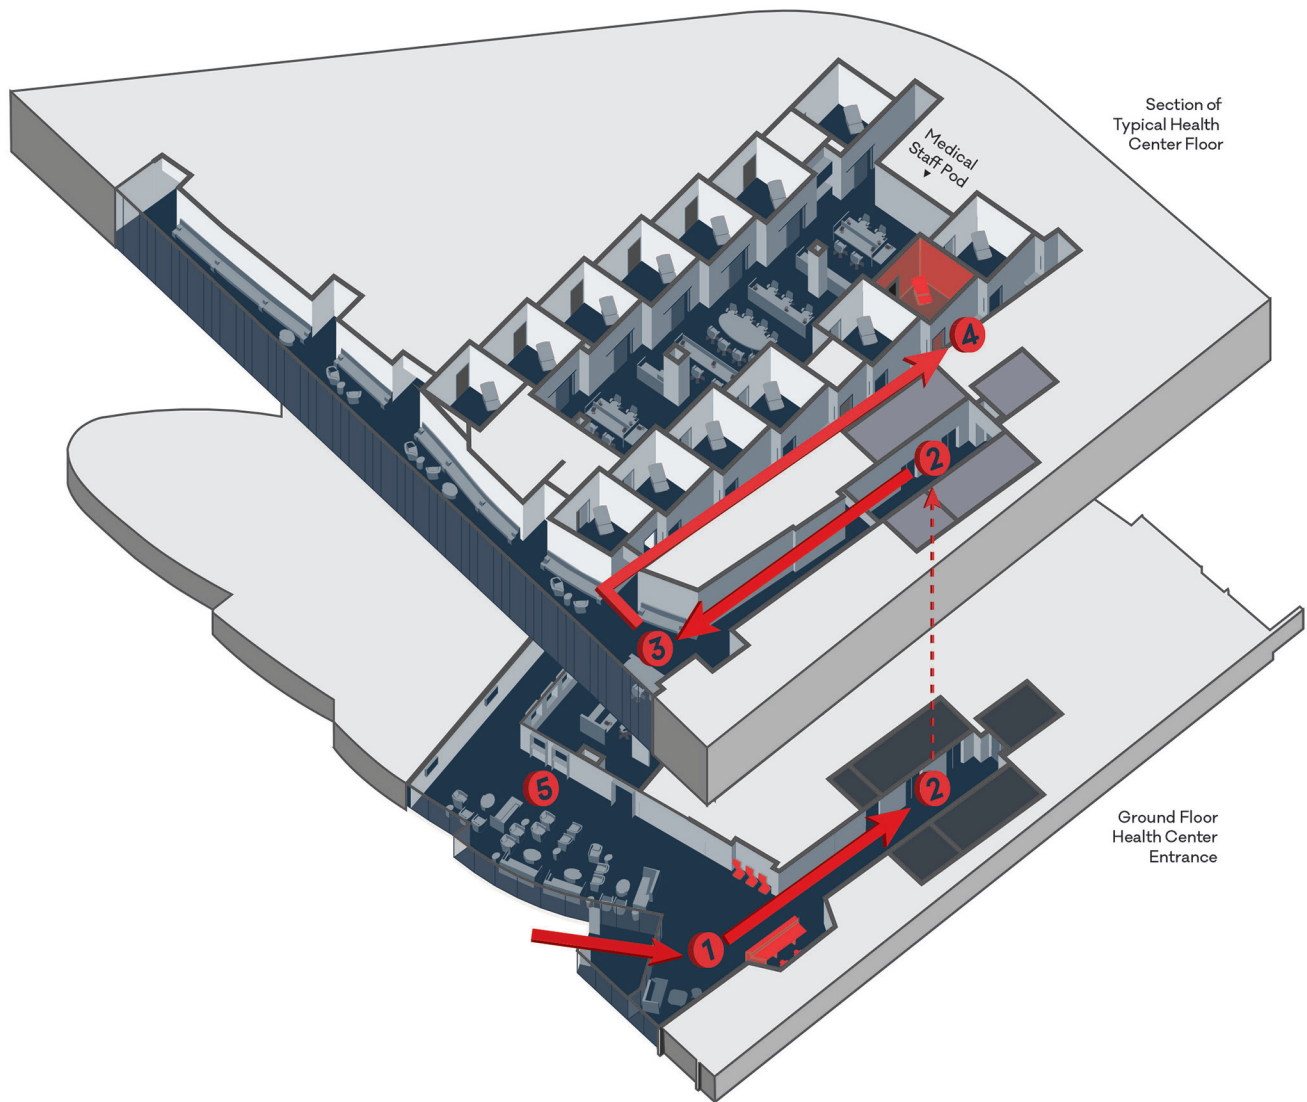 Section of
Typical Health
Center Floor
Medical
Staff Pod
4
2
3
5
2
Ground Floor
Health Center
Entrance
1